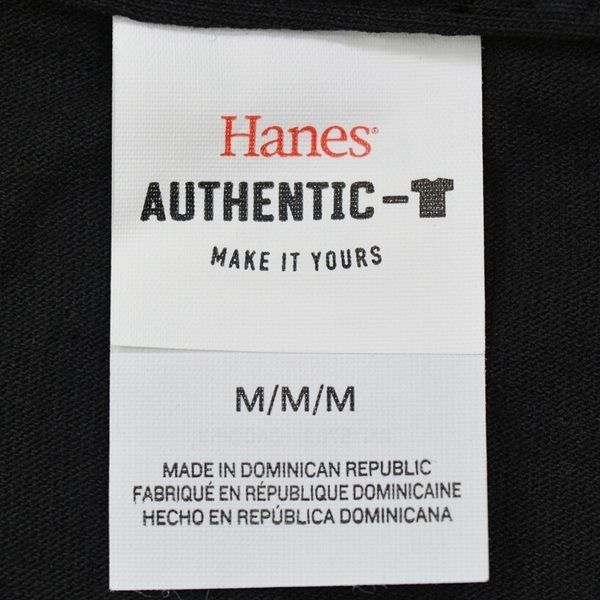 Hanes®
AUTHENTIC-
MAKE IT YOURS
M/M/M
MADE IN DOMINICAN REPUBLIC
FABRIQUÉ EN RÉPUBLIQUE DOMINICAINE
HECHO EN REPÚBLICA DOMINICANA